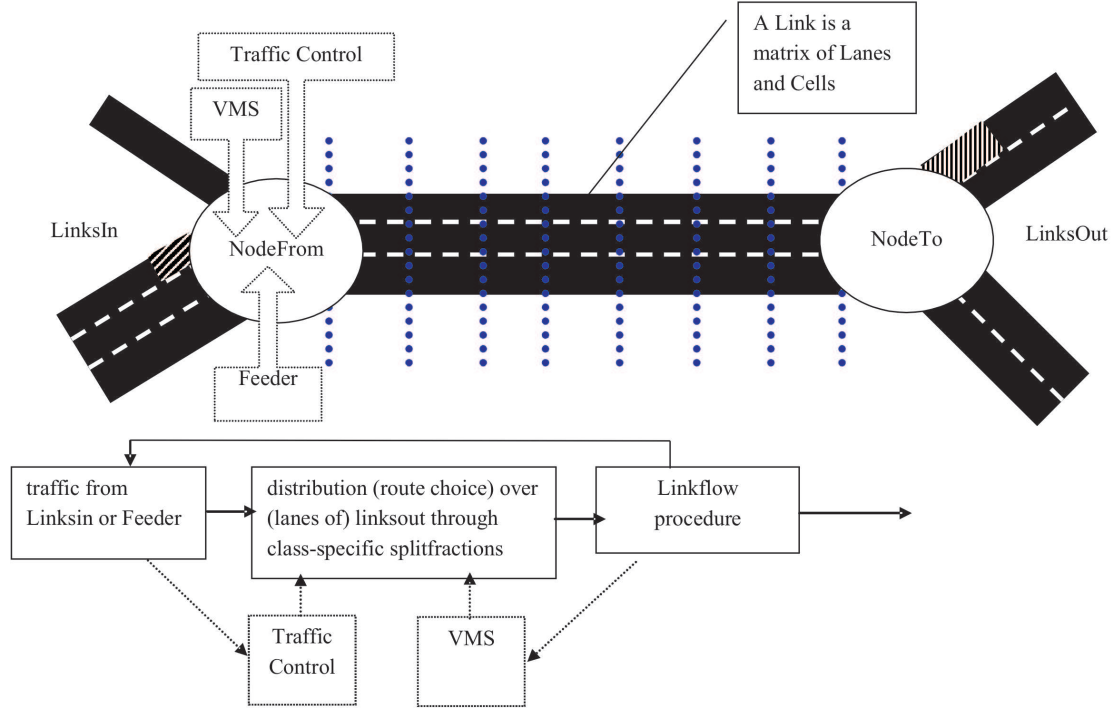 A Link is a
matrix of Lanes
and Cells
Traffic Control
VMS
LinksIn
NodeFrom
NodeTo
LinksOut
Feeder
traffic from
Linksin or Feeder
distribution (route choice) over
(lanes of) linksout through
class-specific splitfractions
Linkflow
procedure
Traffic
Control
VMS